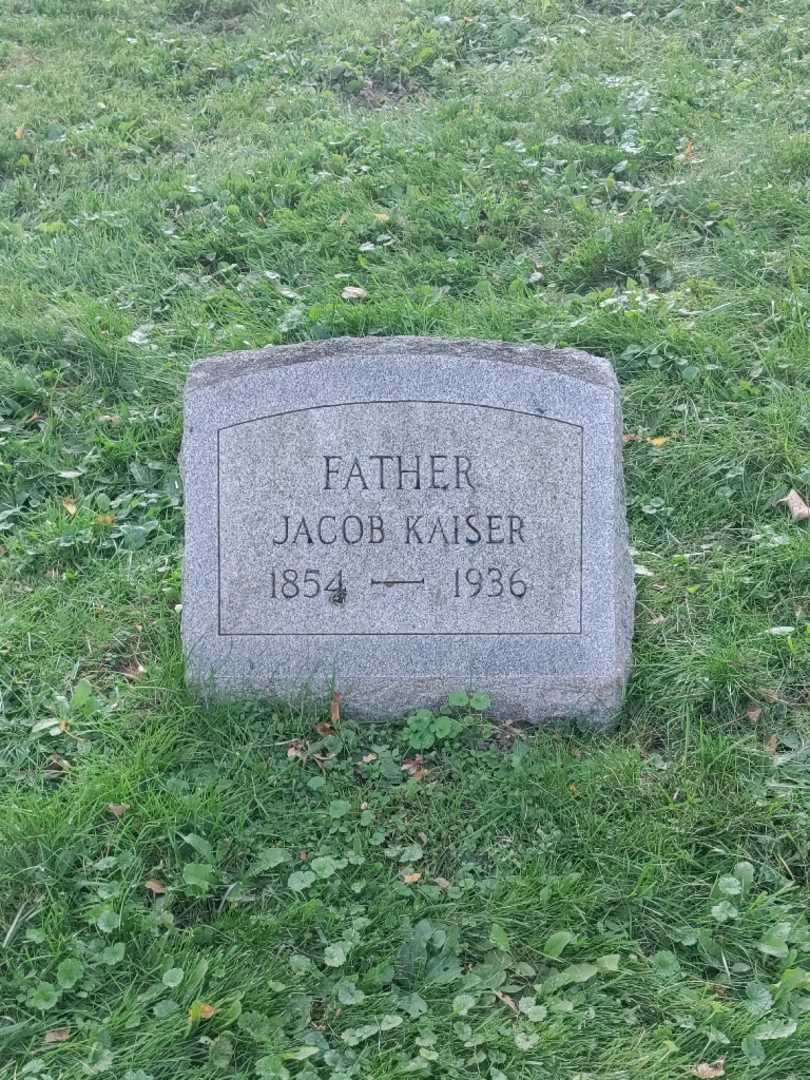 FATHER
JACOB KAISER
1854 — 1936